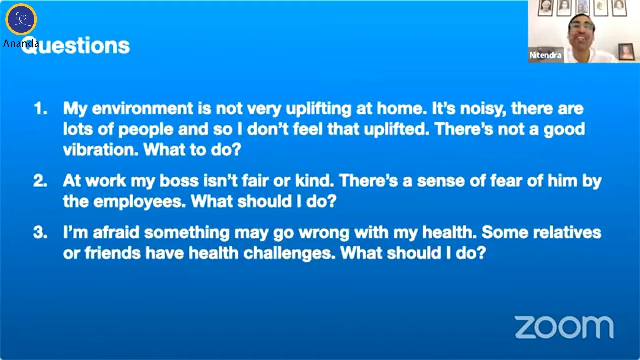 Ananda
Questions
Nitendra
1. My environment is not very uplifting at home. It's noisy, there are
lots of people and so I don't feel that uplifted. There's not a good
vibration. What to do?
2. At work my boss isn't fair or kind. There's a sense of fear of him by
the employees. What should I do?
3. I'm afraid something may go wrong with my health. Some relatives
or friends have health challenges. What should I do?
zoom